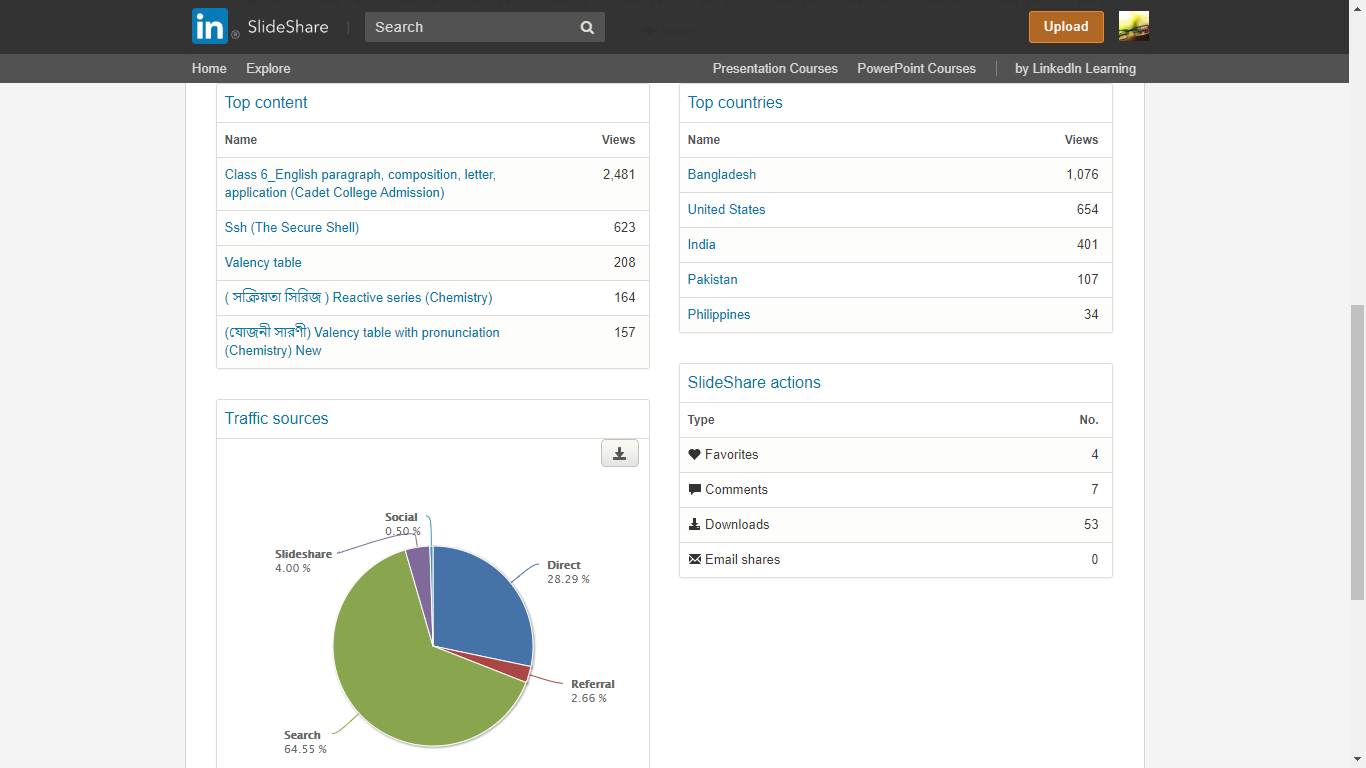 in ® SlideShare Search Upload
Home Explore Presentation Courses PowerPoint Courses by LinkedIn Learning
Top content
Name Views
Class 6_English paragraph, composition, letter,
application (Cadet College Admission) 2,481
Ssh (The Secure Shell) 623
Valency table 208
( সক্রিয়তা সিরিজ ) Reactive series (Chemistry) 164
(যোজনী সারণী) Valency table with pronunciation
(Chemistry) New 157
Top countries
Name Views
Bangladesh 1,076
United States 654
India 401
Pakistan 107
Philippines 34
Traffic sources
Social
0.50 %
Slideshare
4.00 %
Direct
28.29 %
Referral
2.66 %
Search
64.55 %
SlideShare actions
Type No.
Favorites 4
Comments 7
Downloads 53
Email shares 0